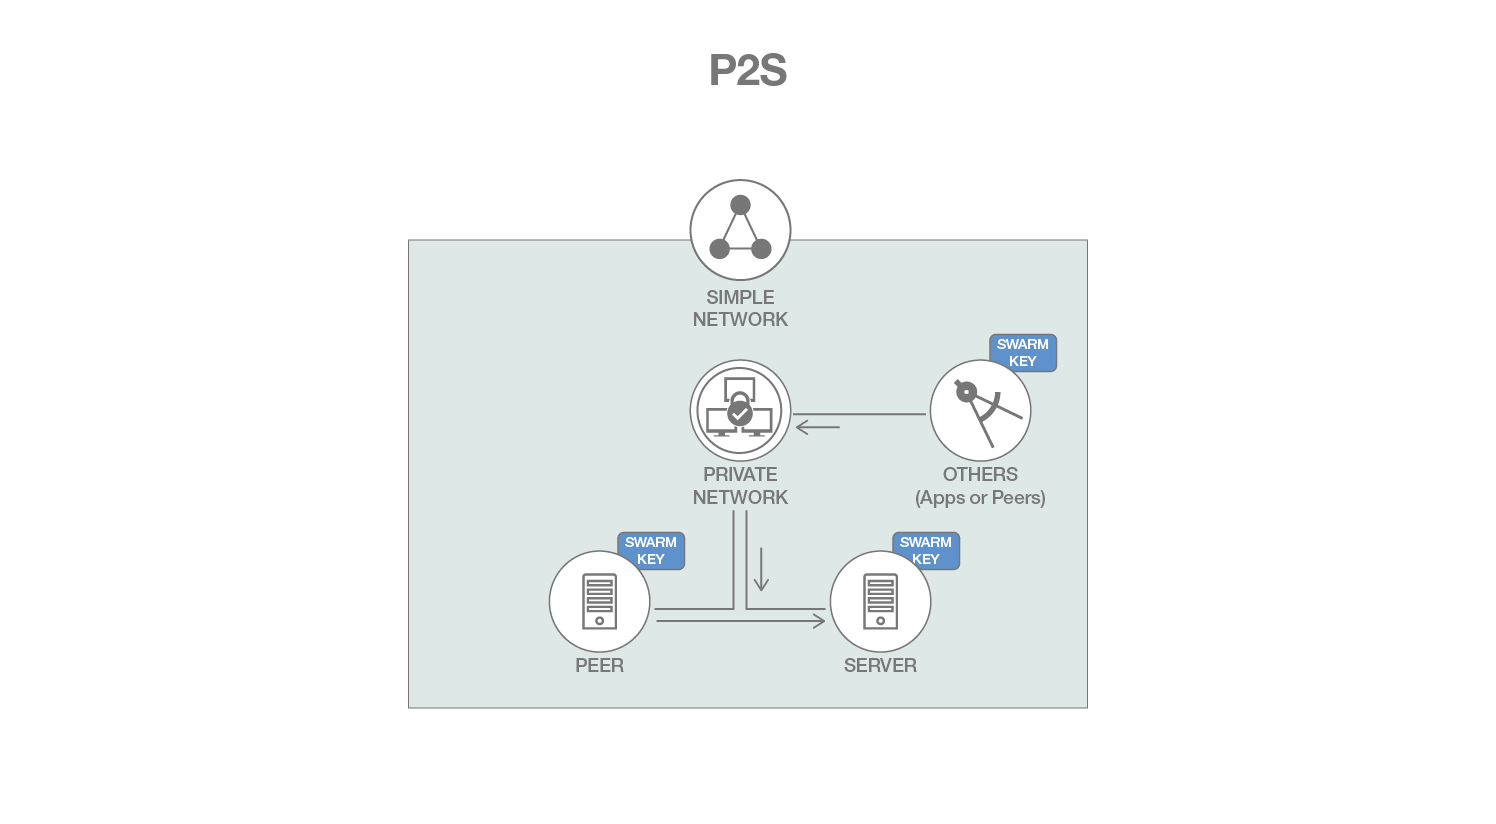 P2S
SIMPLE
NETWORK
SWARM
KEY
PRIVATE
NETWORK
OTHERS
(Apps or Peers)
SWARM
KEY
SWARM
KEY
PEER
SERVER